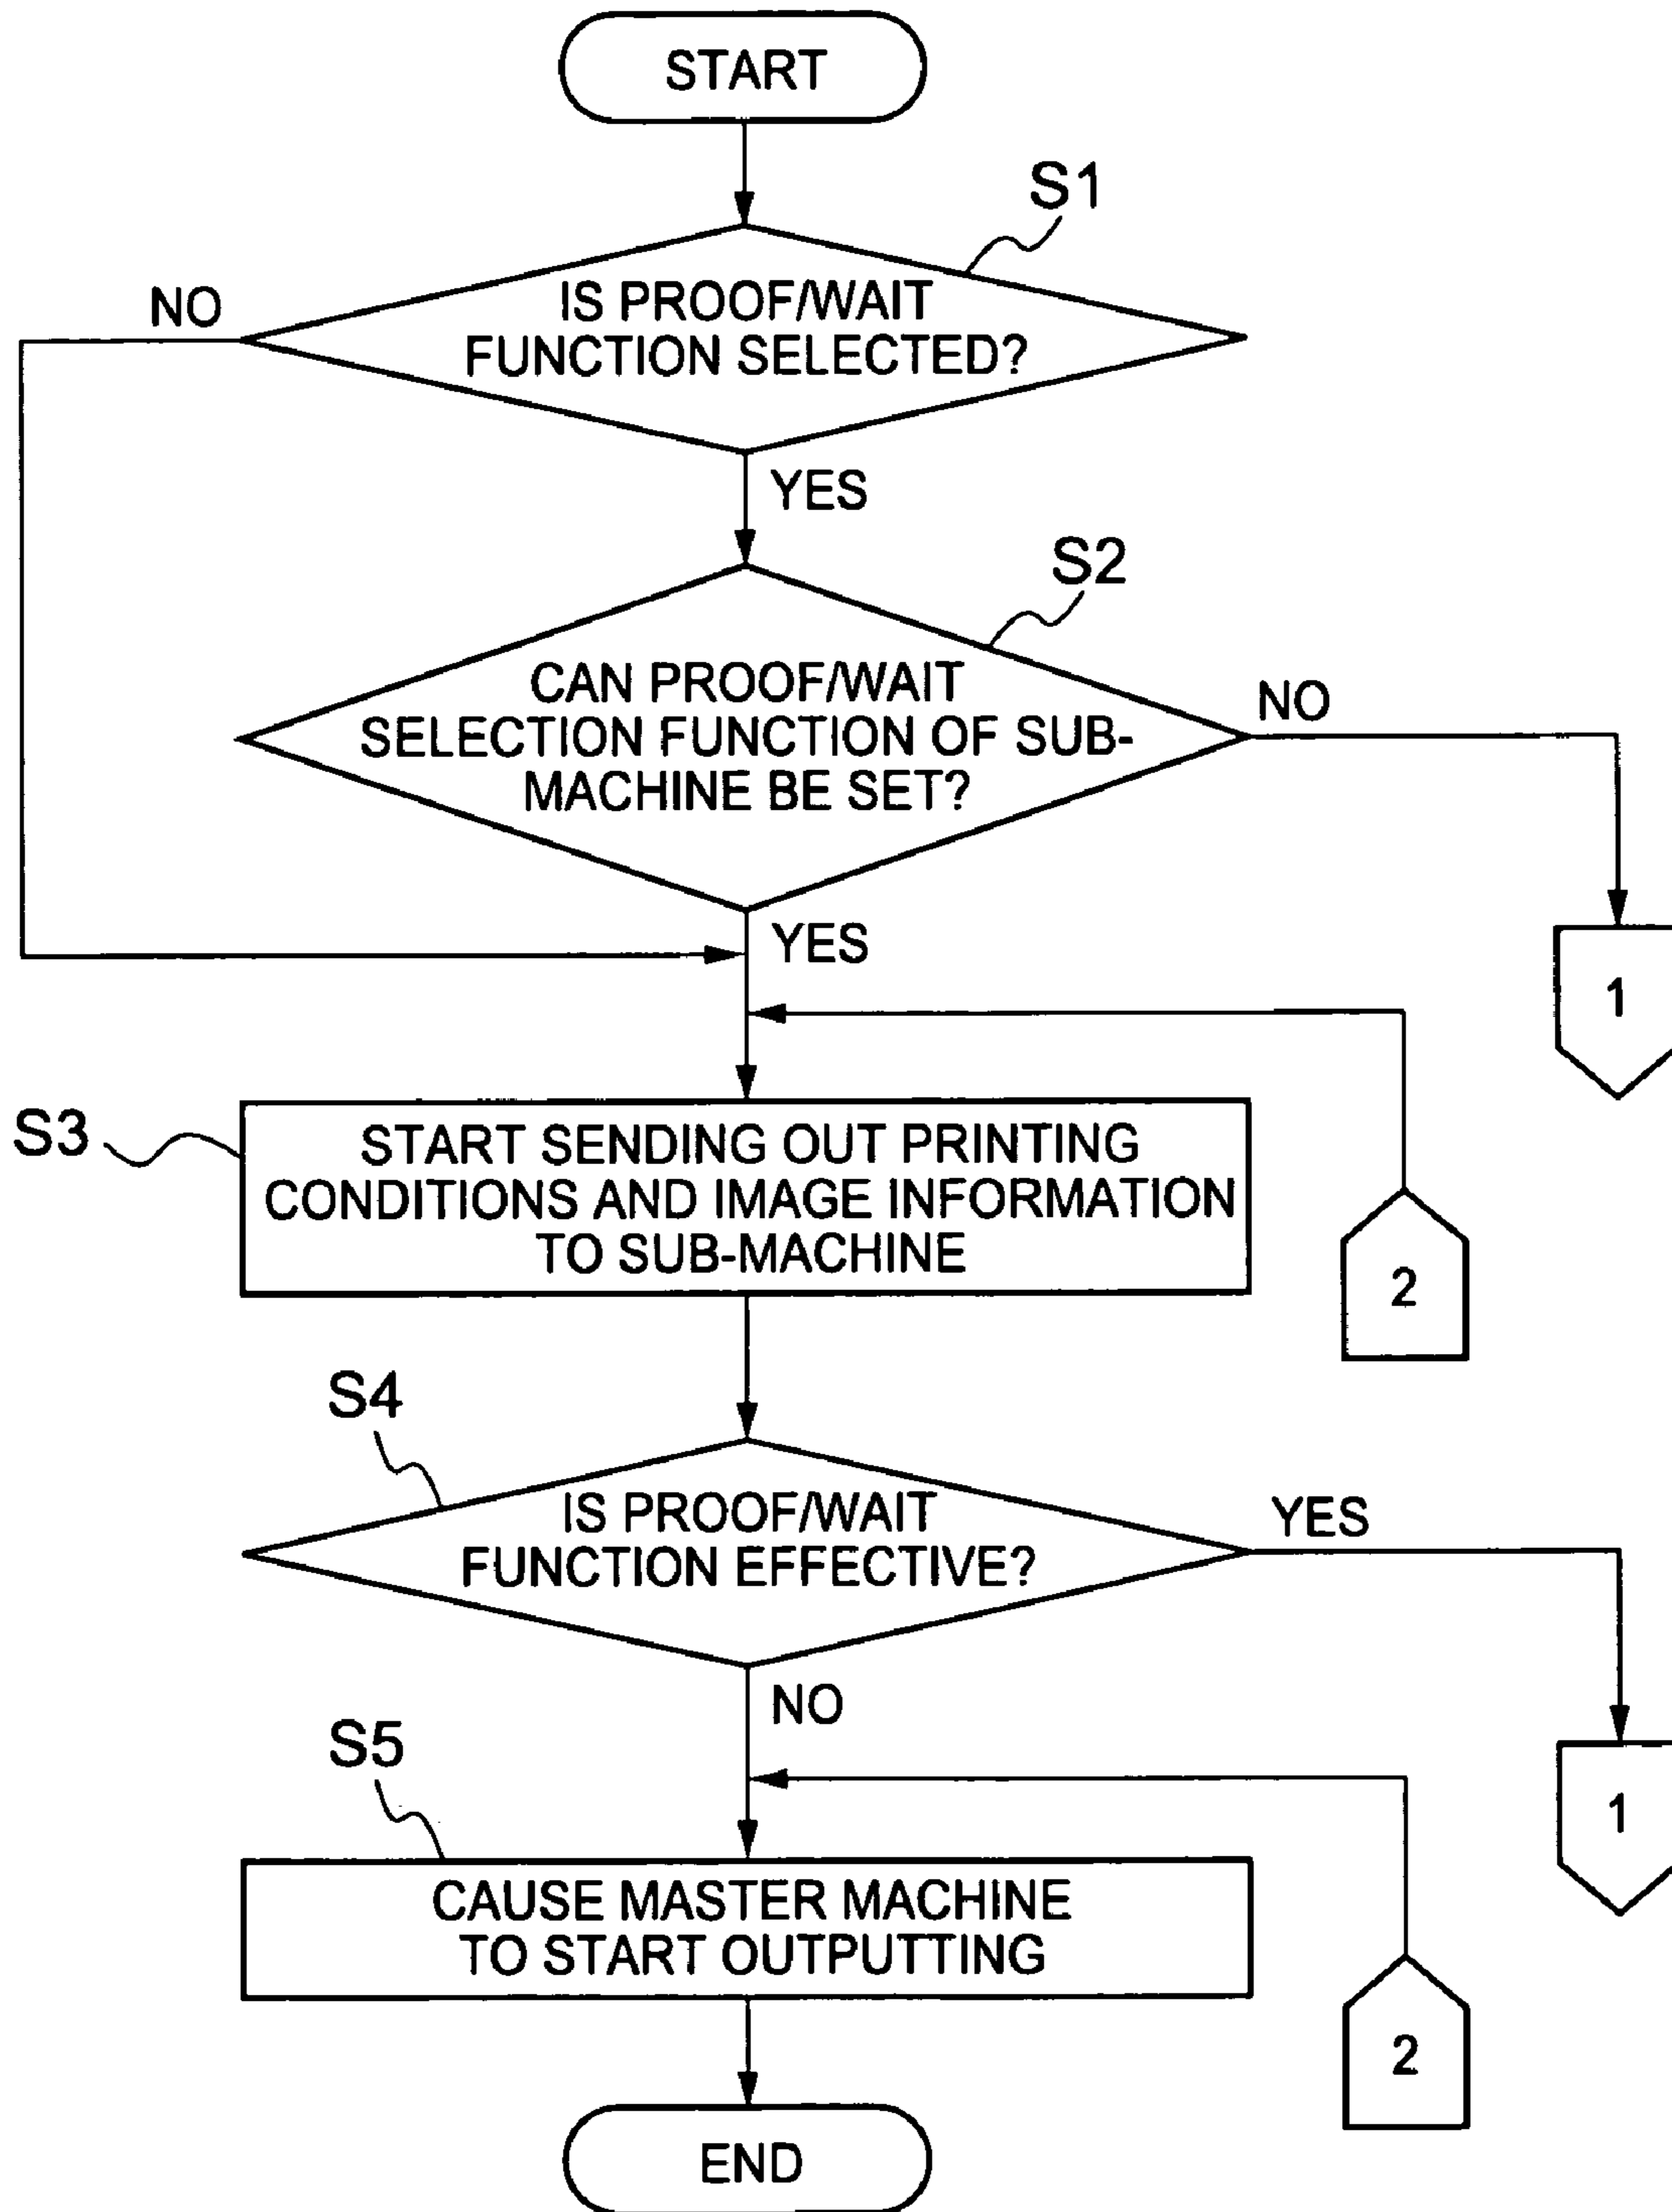 START
S1
NO
IS PROOF/WAIT
FUNCTION SELECTED?
YES
S2
CAN PROOF/WAIT
SELECTION FUNCTION OF SUB-
MACHINE BE SET?
NO
YES
1
S3
START SENDING OUT PRINTING
CONDITIONS AND IMAGE INFORMATION
TO SUB-MACHINE
2
S4
IS PROOF/WAIT
FUNCTION EFFECTIVE?
YES
NO
1
S5
CAUSE MASTER MACHINE
TO START OUTPUTTING
2
END